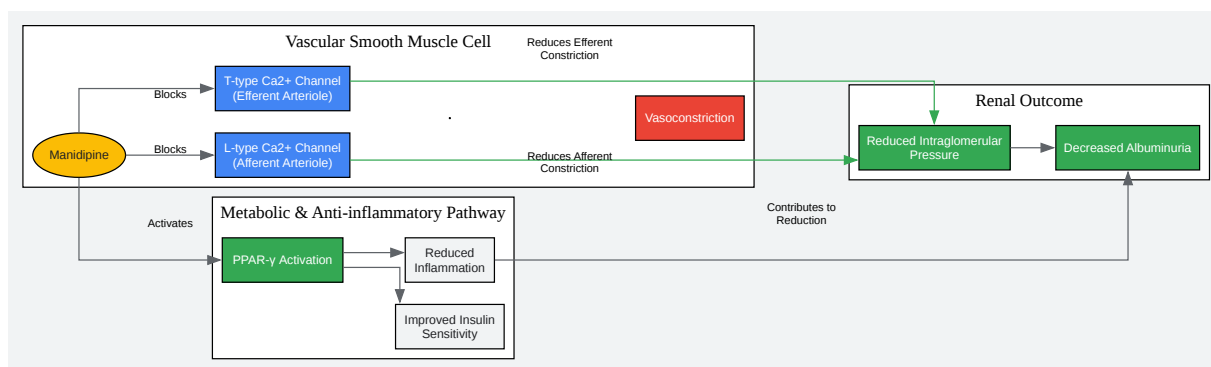 Vascular Smooth Muscle Cell
Reduces Efferent
Constriction
T-type Ca2+ Channel
(Efferent Arteriole)
Blocks
Vasoconstriction
.
Renal Outcome
Manidipine
Blocks
L-type Ca2+ Channel
(Afferent Arteriole)
Reduces Afferent
Constriction
Reduced Intraglomerular
Pressure
Decreased Albuminuria
Metabolic & Anti-inflammatory Pathway
Activates
Contributes to
Reduction
PPAR-γ Activation
Reduced
Inflammation
Improved Insulin
Sensitivity